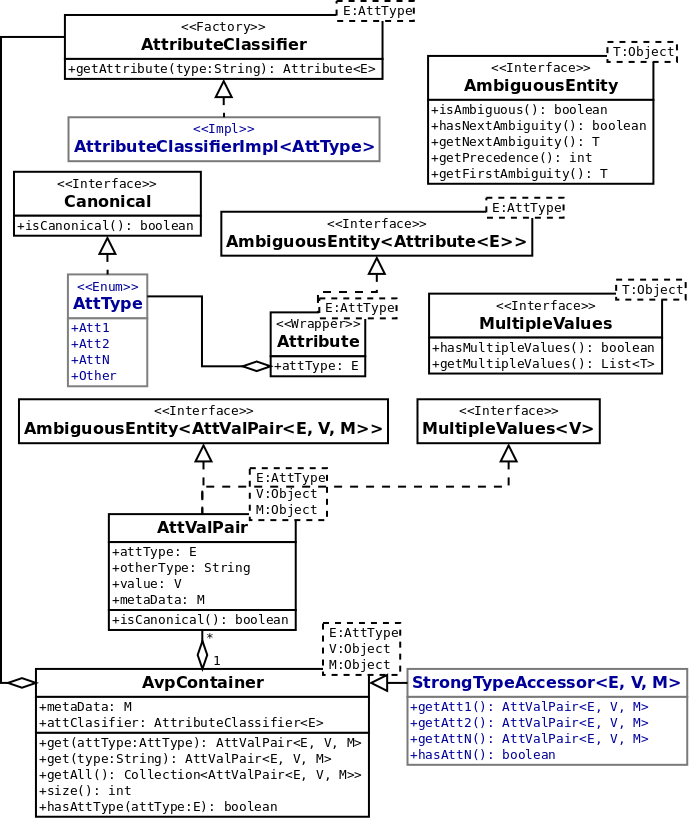 E:AttType
<<Factory>>
AttributeClassifier
+getAttribute(type:String): Attribute<E>
<<Impl>>
AttributeClassifierImpl<AttType>
T:Object
<<Interface>>
AmbiguousEntity
+isAmbiguous(): boolean
+hasNextAmbiguity(): boolean
+getNextAmbiguity(): T
+getPrecedence(): int
+getFirstAmbiguity(): T
<<Interface>>
Canonical
+isCanonical(): boolean
E:AttType
<<Interface>>
AmbiguousEntity<Attribute<E>>
<<Enum>>
AttType
+Att1
+Att2
+AttN
+Other
E:AttType
<<Wrapper>>
Attribute
+attType: E
T:Object
<<Interface>>
MultipleValues
+hasMultipleValues(): boolean
+getMultipleValues(): List<T>
<<Interface>>
AmbiguousEntity<AttValPair<E, V, M>>
<<Interface>>
MultipleValues<V>
E:AttType
V:Object
M:Object
AttValPair
+attType: E
+otherType: String
+value: V
+metaData: M
+isCanonical(): boolean
*
1
E:AttType
V:Object
M:Object
AvpContainer
+metaData: M
+attClasifier: AttributeClassifier<E>
+get(attType:AttType): AttValPair<E, V, M>
+get(type:String): AttValPair<E, V, M>
+getAll(): Collection<AttValPair<E, V, M>>
+size(): int
+hasAttType(attType:E): boolean
StrongTypeAccessor<E, V, M>
+getAtt1(): AttValPair<E, V, M>
+getAtt2(): AttValPair<E, V, M>
+getAttN(): AttValPair<E, V, M>
+hasAttN(): boolean